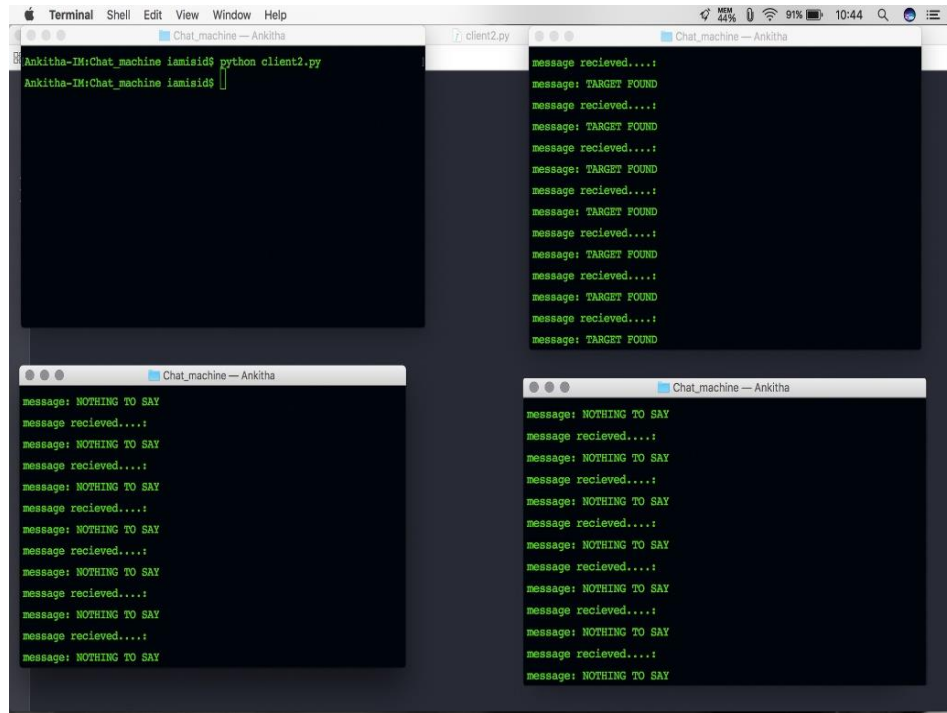 Terminal Shell Edit View Window Help MEM 44% 91% 10:44
Chat_machine — Ankitha
Ankitha-IM:Chat_machine iamisid$ python client2.py
Ankitha-IM:Chat_machine iamisid$
client2.py
Chat_machine — Ankitha
message recieved....:
message: TARGET FOUND
message recieved....:
message: TARGET FOUND
message recieved....:
message: TARGET FOUND
message recieved....:
message: TARGET FOUND
message recieved....:
message: TARGET FOUND
message recieved....:
message: TARGET FOUND
message recieved....:
message: TARGET FOUND
Chat_machine — Ankitha
message: NOTHING TO SAY
message recieved....:
message: NOTHING TO SAY
message recieved....:
message: NOTHING TO SAY
message recieved....:
message: NOTHING TO SAY
message recieved....:
message: NOTHING TO SAY
message recieved....:
message: NOTHING TO SAY
message recieved....:
message: NOTHING TO SAY
Chat_machine — Ankitha
message: NOTHING TO SAY
message recieved....:
message: NOTHING TO SAY
message recieved....:
message: NOTHING TO SAY
message recieved....:
message: NOTHING TO SAY
message recieved....:
message: NOTHING TO SAY
message recieved....:
message: NOTHING TO SAY
message recieved....:
message: NOTHING TO SAY